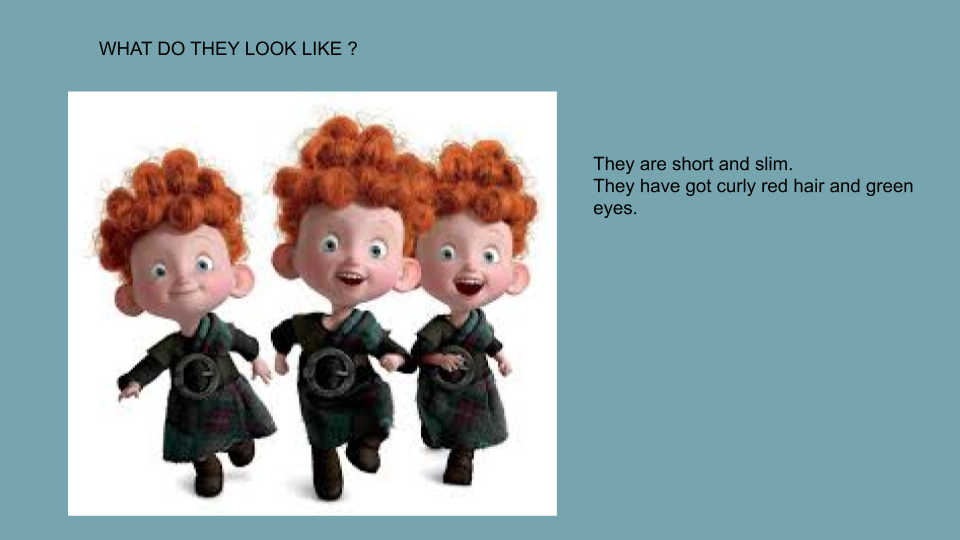 WHAT DO THEY LOOK LIKE ?
They are short and slim.
They have got curly red hair and green
eyes.